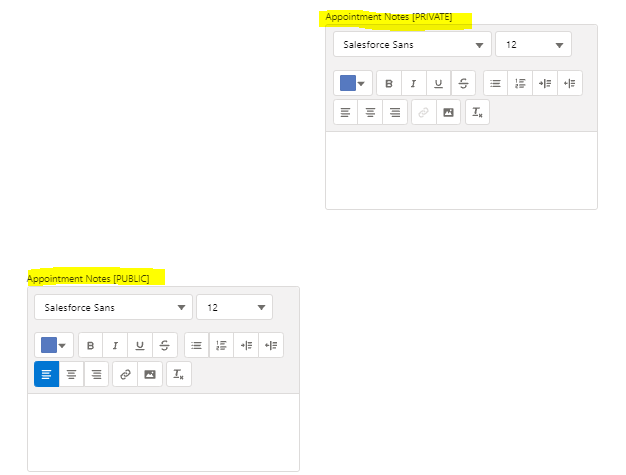 Appointment Notes [PRIVATE]
Salesforce Sans 12
B I U S
Appointment Notes [PUBLIC]
Salesforce Sans 12
B I U S